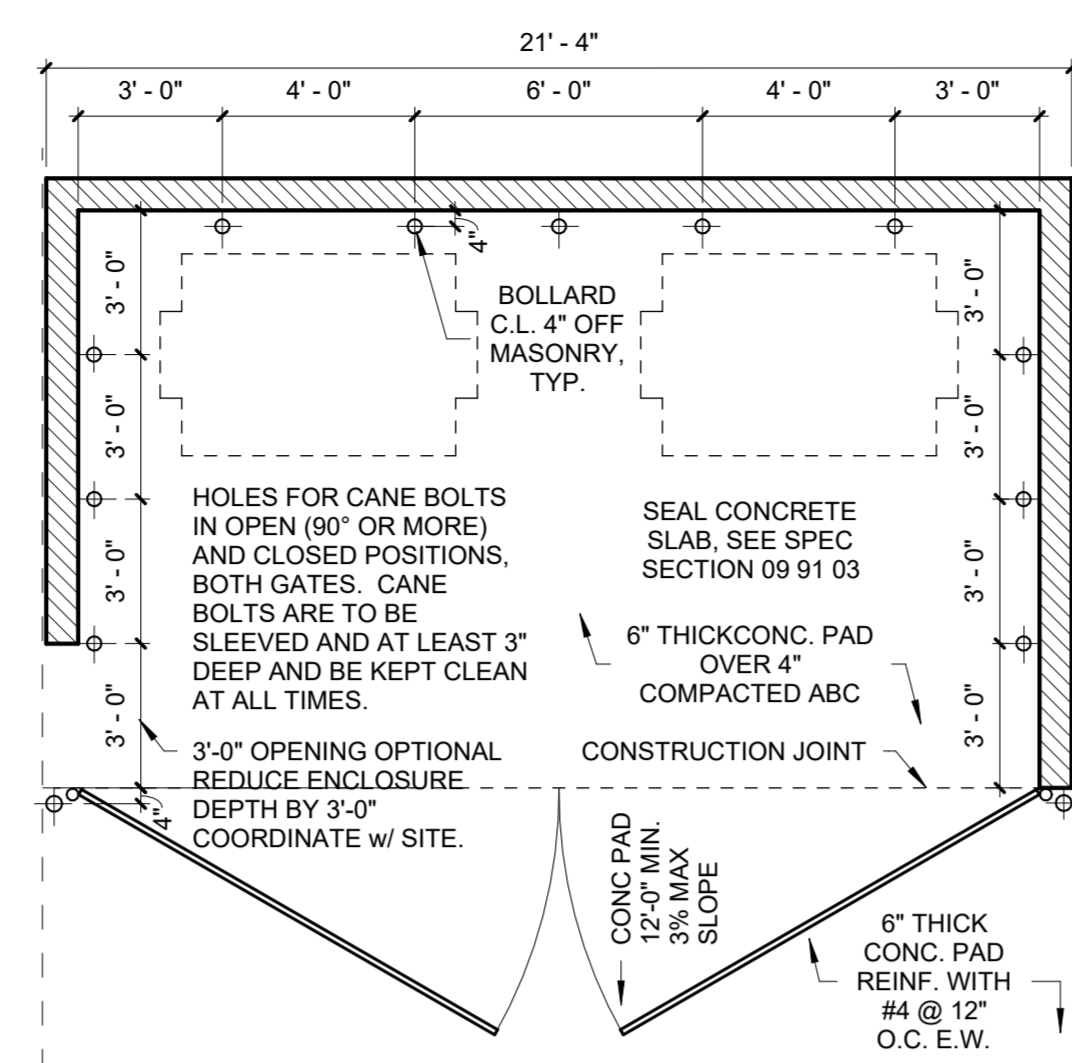 21' - 4"
3' - 0"
4' - 0"
6' - 0"
4' - 0"
3' - 0"
4"
3' - 0"
3' - 0"
BOLLARD
C.L. 4" OFF
MASONRY,
TYP.
3' - 0"
3' - 0"
HOLES FOR CANE BOLTS
IN OPEN (90° OR MORE)
AND CLOSED POSITIONS,
BOTH GATES. CANE
BOLTS ARE TO BE
SLEEVED AND AT LEAST 3"
DEEP AND BE KEPT CLEAN
AT ALL TIMES.
SEAL CONCRETE
SLAB, SEE SPEC
SECTION 09 91 03
3' - 0"
3' - 0"
6" THICKCONC. PAD
OVER 4"
COMPACTED ABC
3' - 0"
3' - 0"
3'-0" OPENING OPTIONAL
REDUCE ENCLOSURE
DEPTH BY 3'-0"
COORDINATE w/ SITE.
CONSTRUCTION JOINT
4"
CONC PAD
12'-0" MIN.
3% MAX
SLOPE
6" THICK
CONC. PAD
REINF. WITH
#4 @ 12"
O.C. E.W.